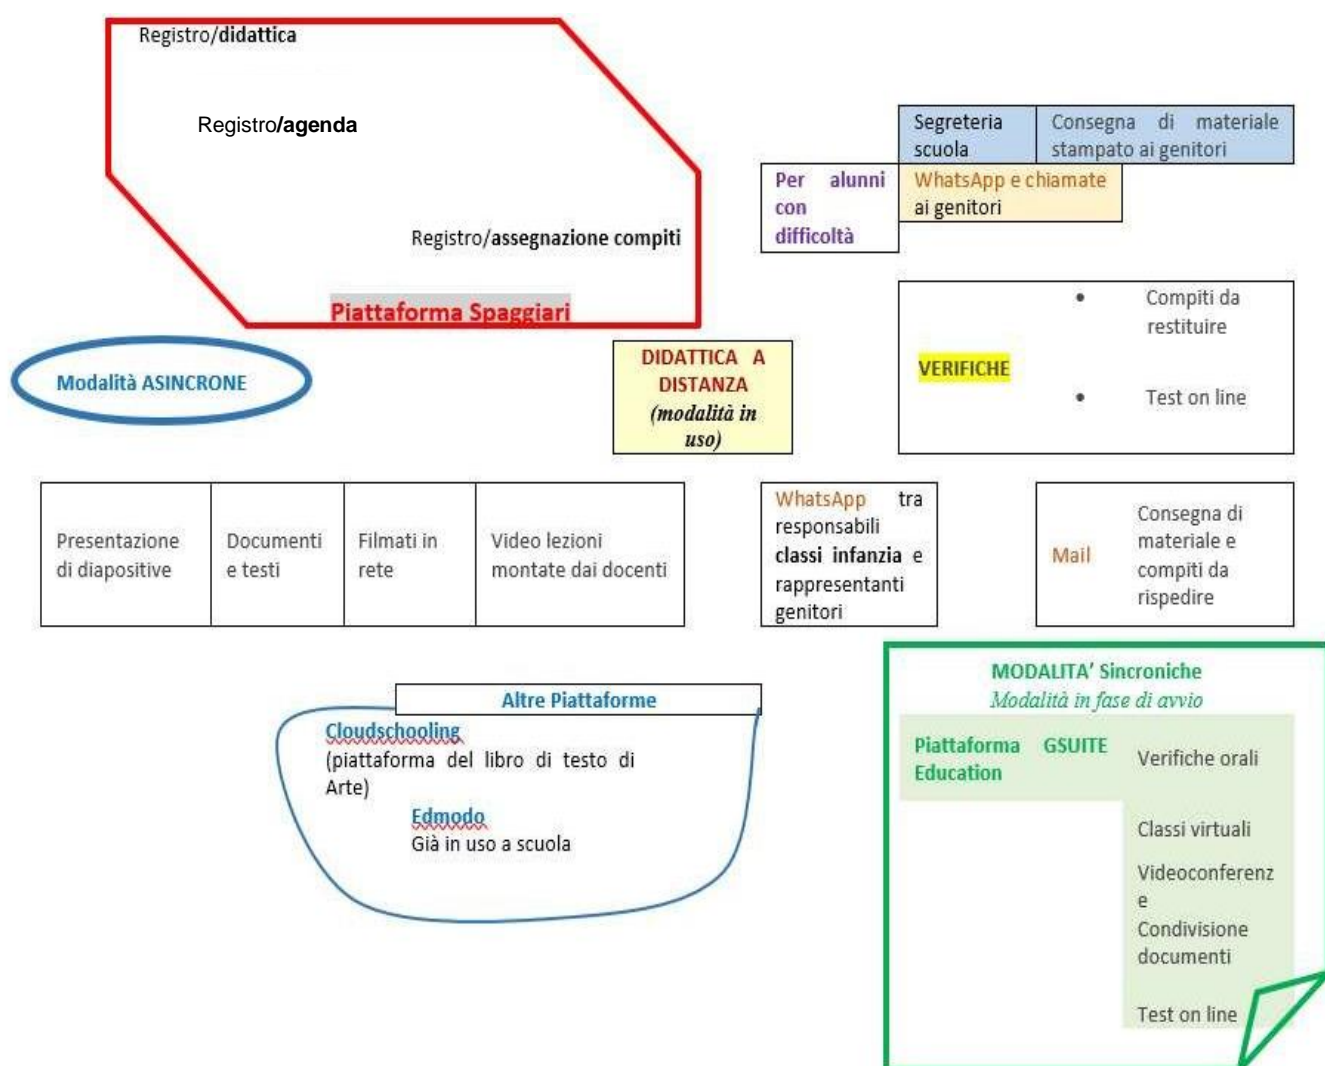 Registro/didattica
Registro/agenda
Registro/assegnazione compiti
Piattaforma Spaggiari
Segreteria
scuola
Consegna di materiale
stampato ai genitori
Per alunni
con
difficoltà
WhatsApp e chiamate
ai genitori
Modalità ASINCRONE
DIDATTICA A
DISTANZA
(modalità in
uso)
VERIFICHE
• Compiti da
restituire
• Test on line
Presentazione
di diapositive
Documenti
e testi
Filmati in
rete
Video lezioni
montate dai docenti
WhatsApp tra
responsabili
classi infanzia e
rappresentanti
genitori
Mail
Consegna di
materiale e
compiti da
rispedire
Altre Piattaforme
Cloudschooling
(piattaforma del libro di testo di
Arte)
Edmodo
Già in uso a scuola
MODALITA' Sincroniche
Modalità in fase di avvio
Piattaforma GSUITE
Education
Verifiche orali
Classi virtuali
Videoconferenz
e
Condivisione
documenti
Test on line